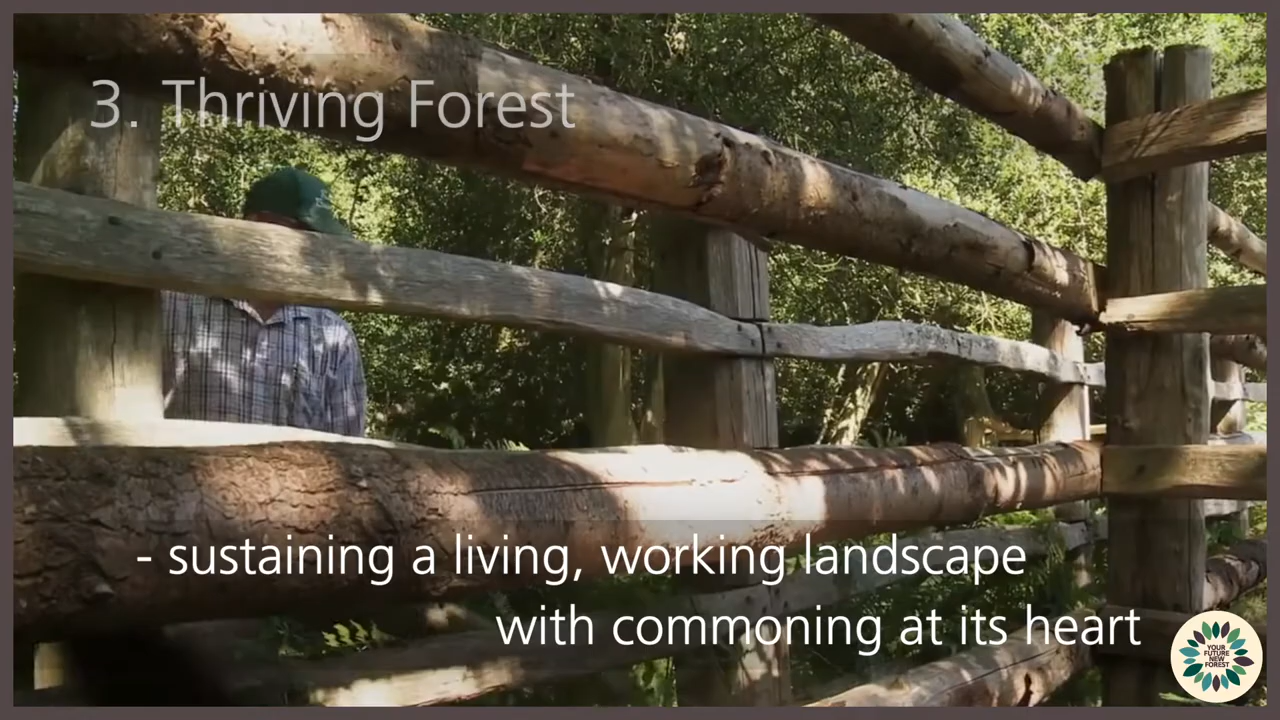 3. Thriving Forest
- sustaining a living, working landscape
with commoning at its heart
YOUR
FUTURE
NEW
FOREST